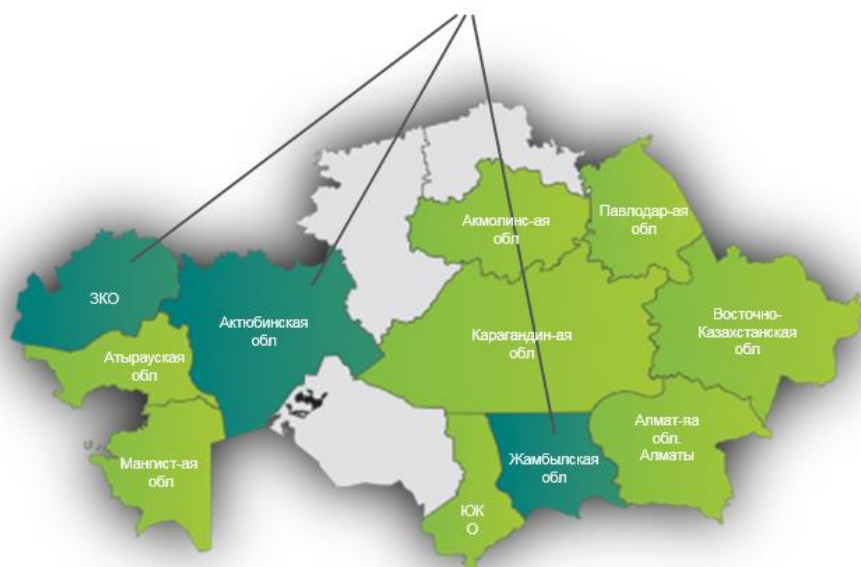 Акмолинс-ая
обл
Павлодар-ая
обл
ЗКО
Актюбинская
обл
Карагандин-ая
обл
Восточно-
Казахстанская
обл
Атырауская
обл
Мангист-ая
обл
Жамбылская
обл
Алмат-яа
обл.
Алматы
ЮК
О